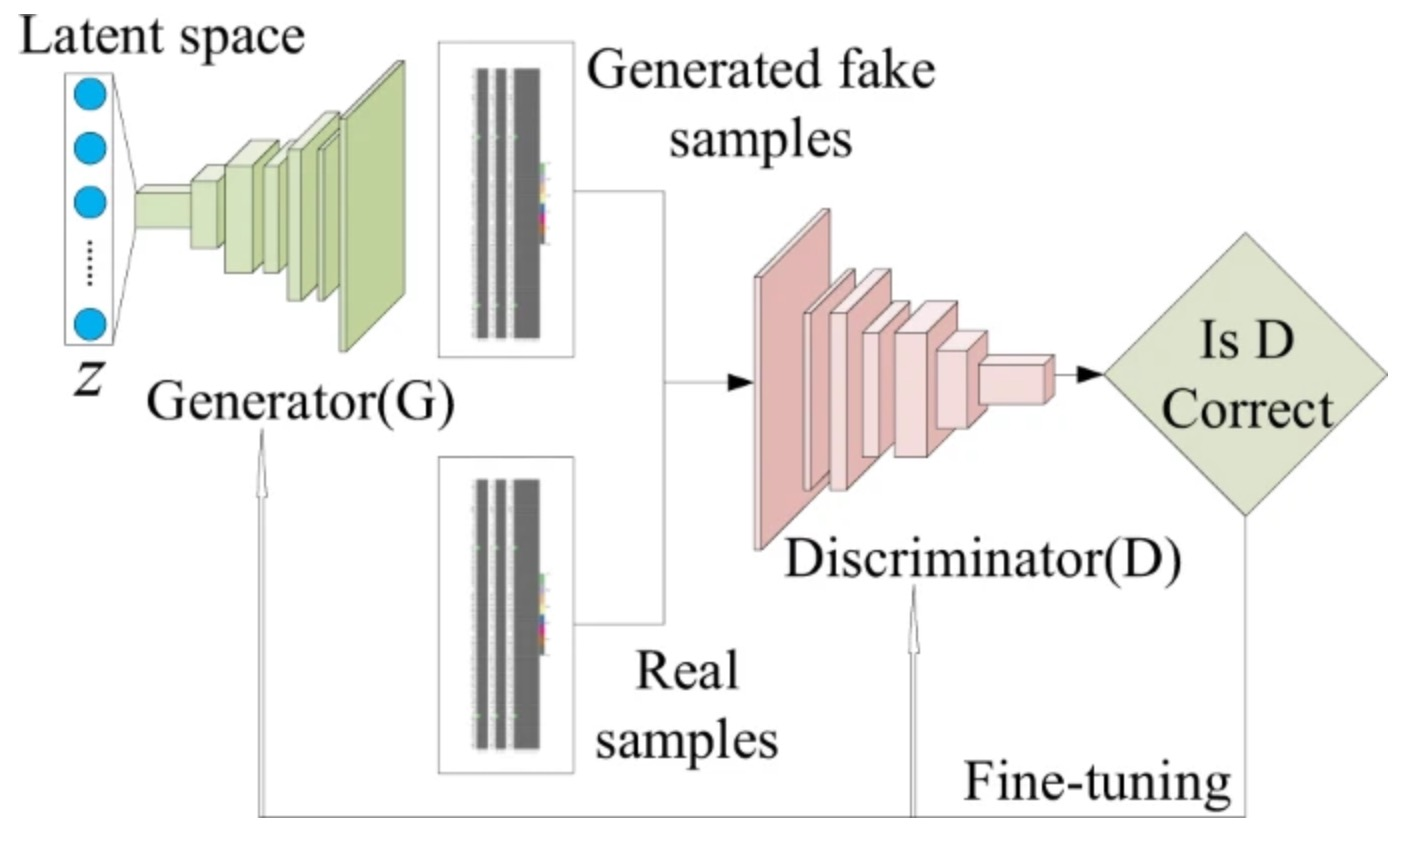 Latent space
z
Generator(G)
Generated fake
samples
Real
samples
Discriminator(D)
Is D
Correct
Fine-tuning